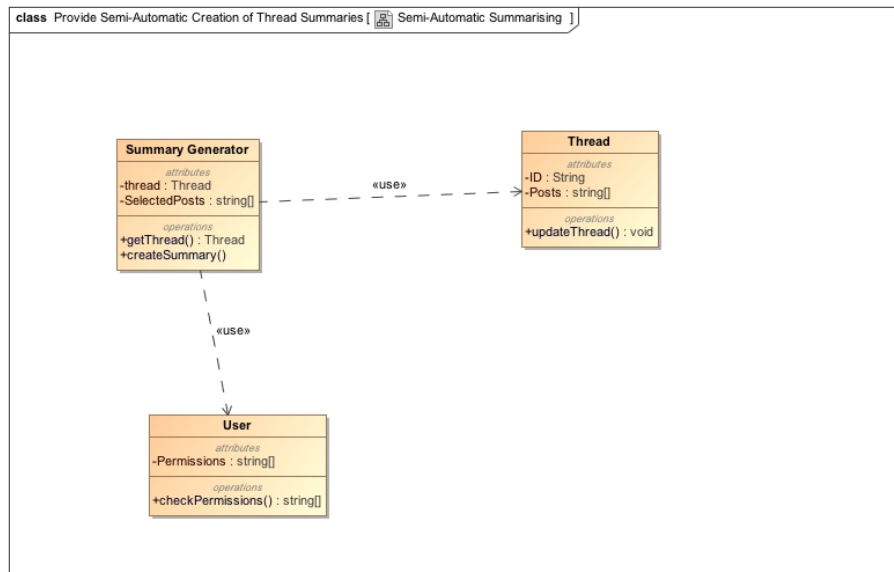 class Provide Semi-Automatic Creation of Thread Summaries [ Semi-Automatic Summarising ]
Summary Generator
attributes
-thread : Thread
-SelectedPosts : string[]
operations
+getThread() : Thread
+createSummary()
«use»
Thread
attributes
-ID : String
-Posts : string[]
operations
+updateThread() : void
«use»
User
attributes
-Permissions : string[]
operations
+checkPermissions() : string[]